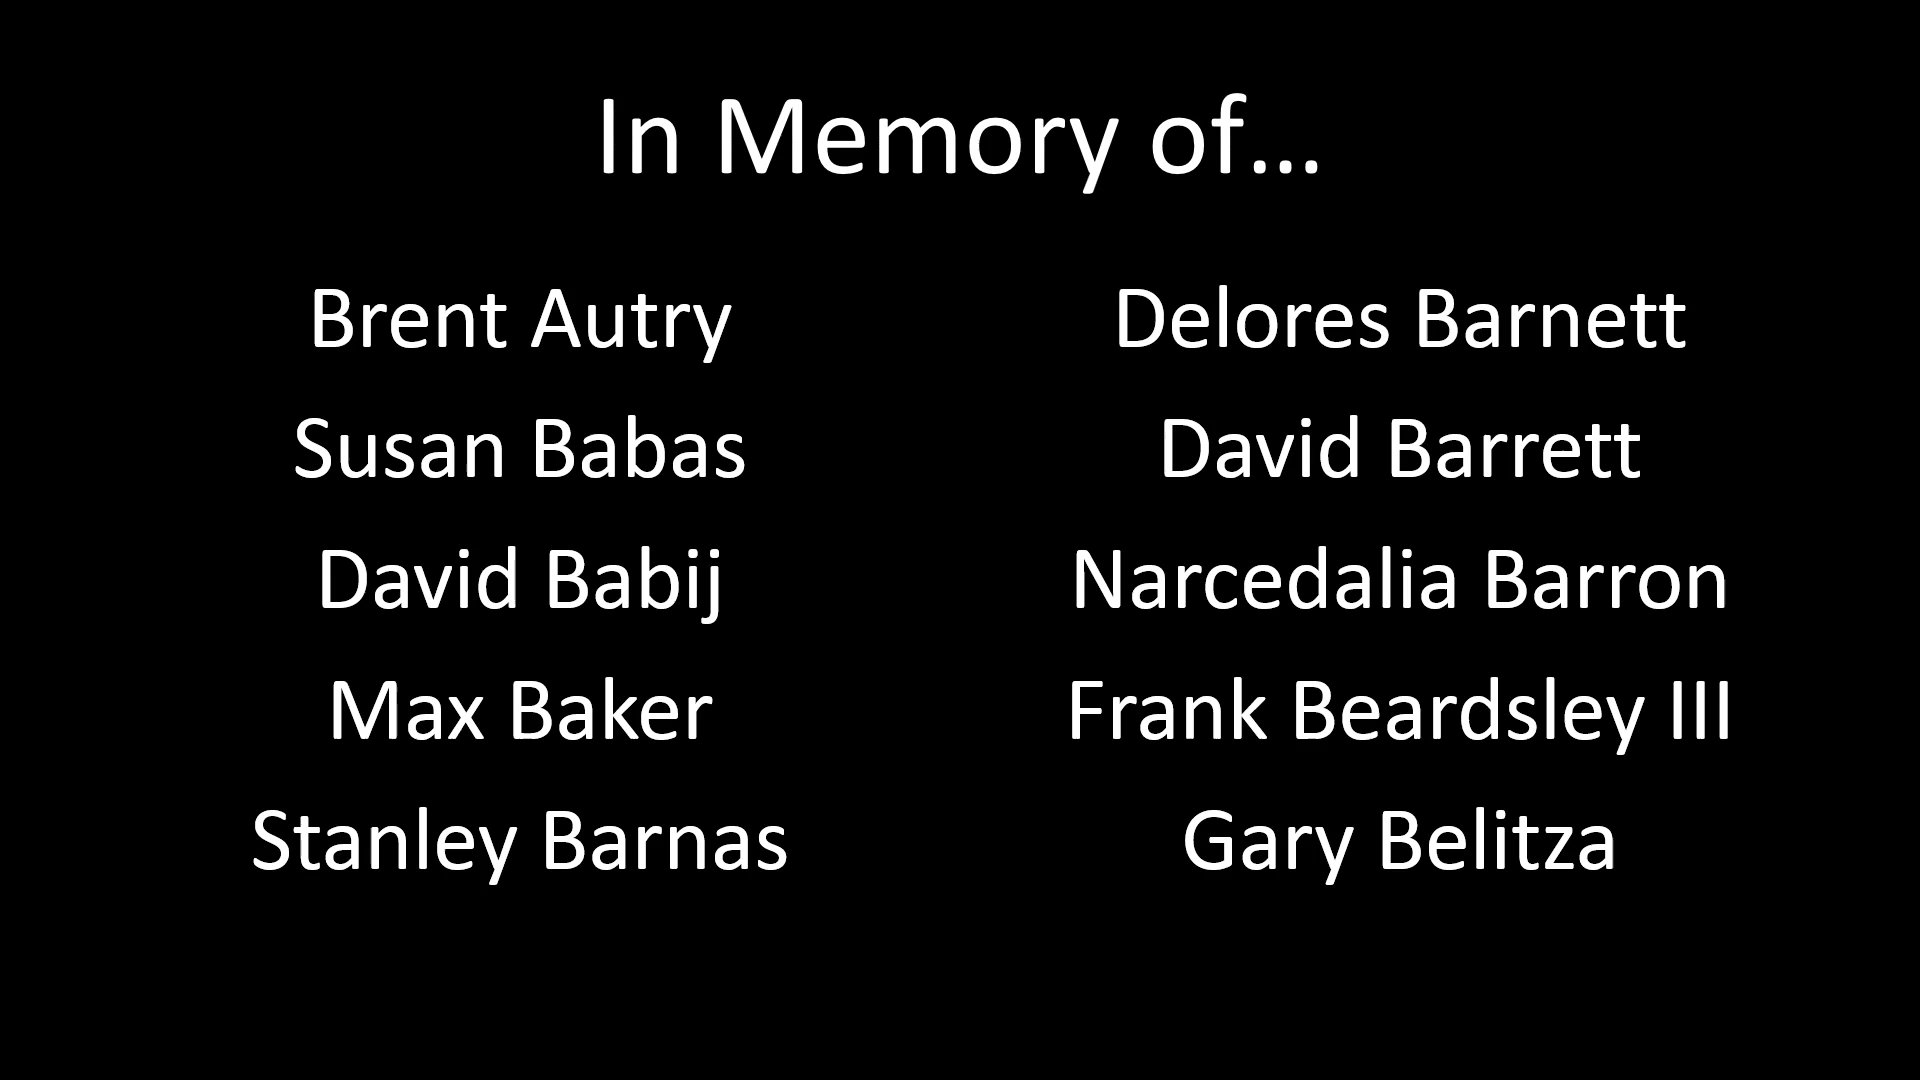 In Memory of…
Brent Autry
Susan Babas
David Babij
Max Baker
Stanley Barnas
Delores Barnett
David Barrett
Narcedalia Barron
Frank Beardsley III
Gary Belitza